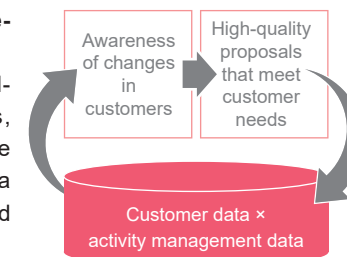 e-
Awareness
of changes
in
customers
High-quality
proposals
that meet
customer
needs
l-
s,
e
a
d
Customer data ×
activity management data